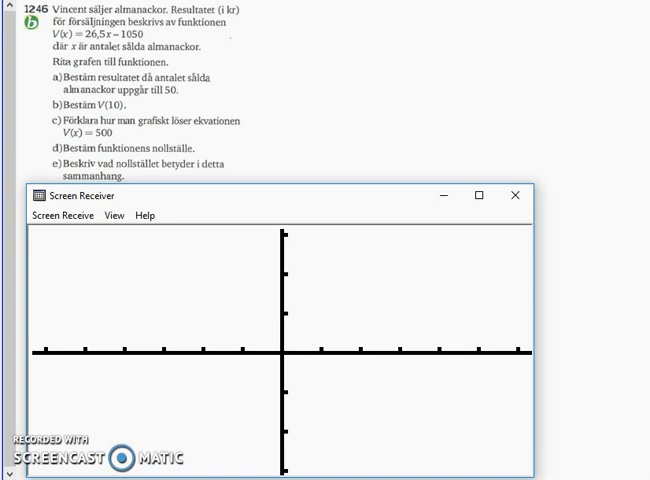 1246 Vincent säljer almanackor. Resultatet (i kr)
b för försäljningen beskrivs av funktionen
V(x) = 26,5x – 1050
där x är antalet sålda almanackor.
Rita grafen till funktionen.
a) Bestäm resultatet då antalet sålda
almanackor uppgår till 50.
b) Bestäm V(10).
c) Förklara hur man grafiskt löser ekvationen
V(x) = 500
d) Bestäm funktionens nollställe.
e) Beskriv vad nollstället betyder i detta
sammanhang.
Screen Receiver
Screen Receive View Help
RECORDED WITH
SCREENCAST MATIC